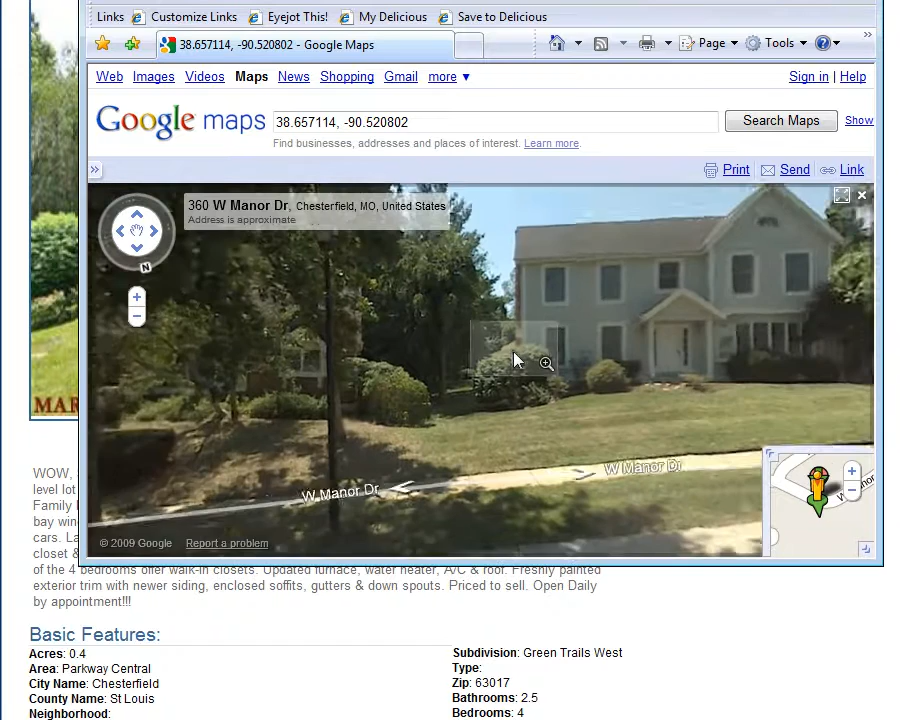 Links Customize Links Eyejot This! My Delicious Save to Delicious
38.657114, -90.520802 - Google Maps
Page Tools
Web Images Videos Maps News Shopping Gmail more ▼ Sign in | Help
Google maps 38.657114, -90.520802 Search Maps Show
Find businesses, addresses and places of interest. Learn more.
Print Send Link
360 W Manor Dr, Chesterfield, MO, United States
Address is approximate
N
W Manor Dr
W Manor Dr
© 2009 Google Report a problem
MAR
WOW,
level lot
Family
bay win
cars. La
closet &
of the 4 bedrooms offer walk-in closets. Updated furnace, water heater, A/C & roof. Freshly painted
exterior trim with newer siding, enclosed soffits, gutters & down spouts. Priced to sell. Open Daily
by appointment!!!
Basic Features:
Acres: 0.4
Area: Parkway Central
City Name: Chesterfield
County Name: St Louis
Neighborhood:
Subdivision: Green Trails West
Type:
Zip: 63017
Bathrooms: 2.5
Bedrooms: 4